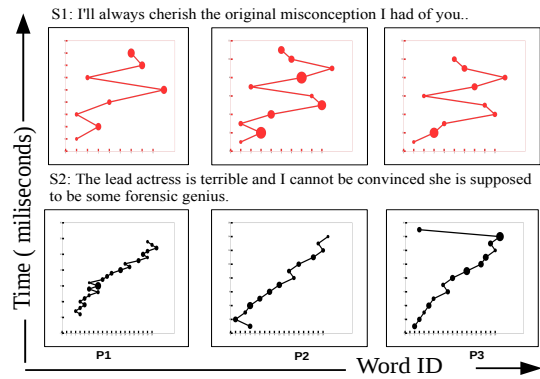 S1: I'll always cherish the original misconception I had of you..
S2: The lead actress is terrible and I cannot be convinced she is supposed
to be some forensic genius.
Time ( miliseconds)
P1
P2
P3
Word ID